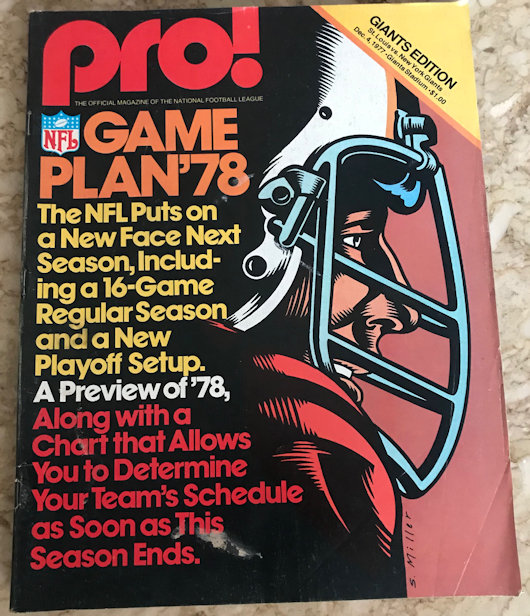 pro!
THE OFFICIAL MAGAZINE OF THE NATIONAL FOOTBALL LEAGUE
GIANTS EDITION
St. Louis vs. New York Giants
Dec. 4, 1977•Giants Stadium•$1.00
NFL
GAME
PLAN'78
The NFL Puts on
a New Face Next
Season, Includ-
ing a 16-Game
Regular Season
and a New
Playoff Setup.
A Preview of '78,
Along with a
Chart that Allows
You to Determine
Your Team's Schedule
as Soon as This
Season Ends.
S. Miller